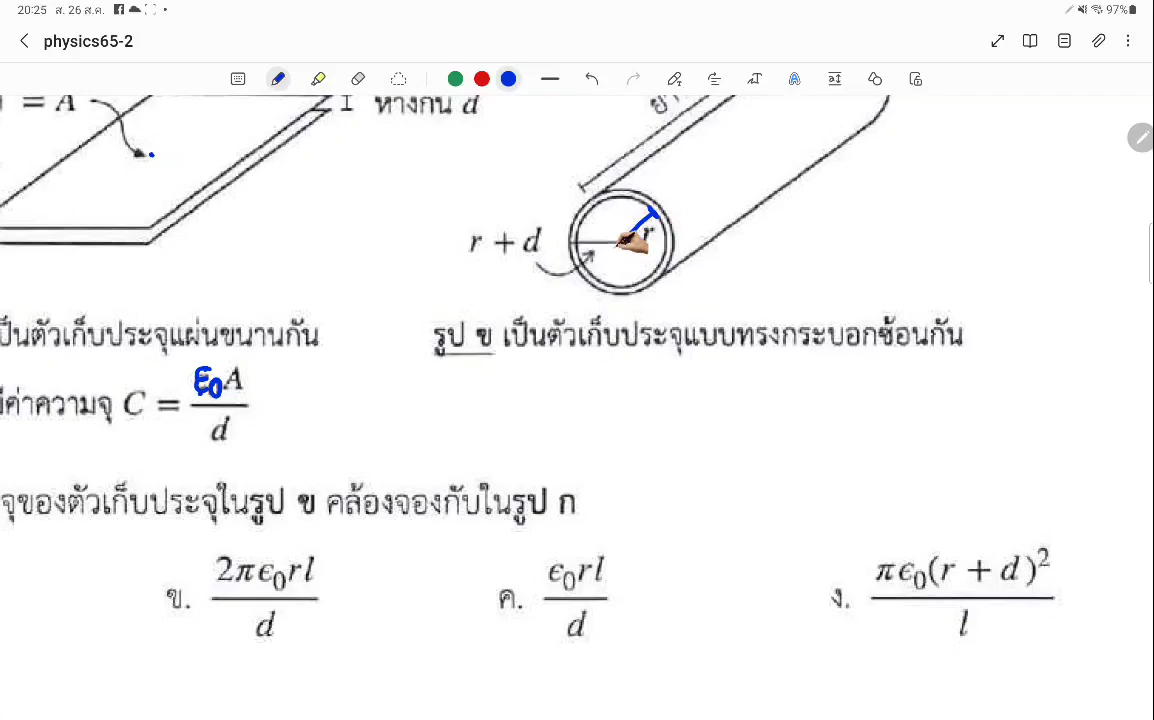 20:25 ส. 26 ส.ค.
97%
physics65-2
= A
ห่างกัน d
r + d
r
ป็นตัวเก็บประจุแผ่นขนานกัน
รูป ข เป็นตัวเก็บประจุแบบทรงกระบอกซ้อนกัน
มีค่าความจุ C = ε₀A / d
จุของตัวเก็บประจุในรูป ข คล้องจองกับในรูป ก
ข. 2πϵ₀rl / d
ค. ϵ₀rl / d
ง. πϵ₀(r + d)² / l